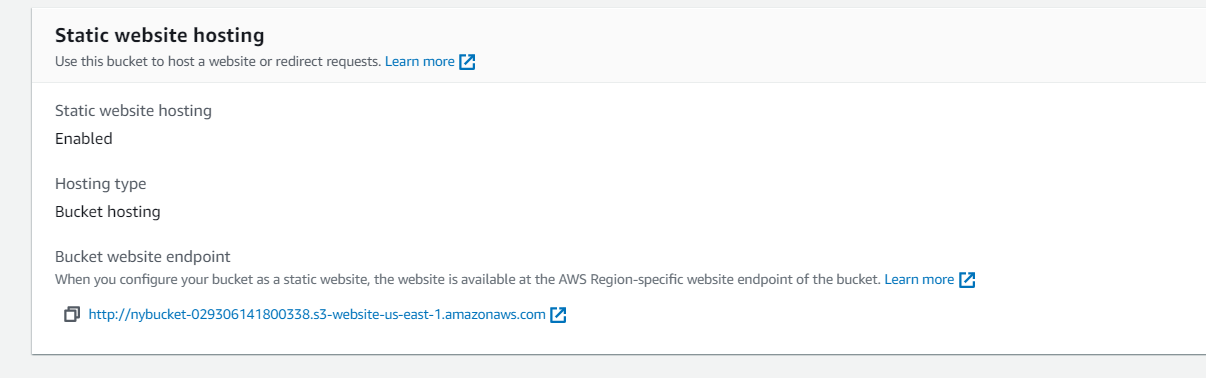 Static website hosting
Use this bucket to host a website or redirect requests. Learn more
Static website hosting
Enabled
Hosting type
Bucket hosting
Bucket website endpoint
When you configure your bucket as a static website, the website is available at the AWS Region-specific website endpoint of the bucket. Learn more
http://nybucket-029306141800338.s3-website-us-east-1.amazonaws.com